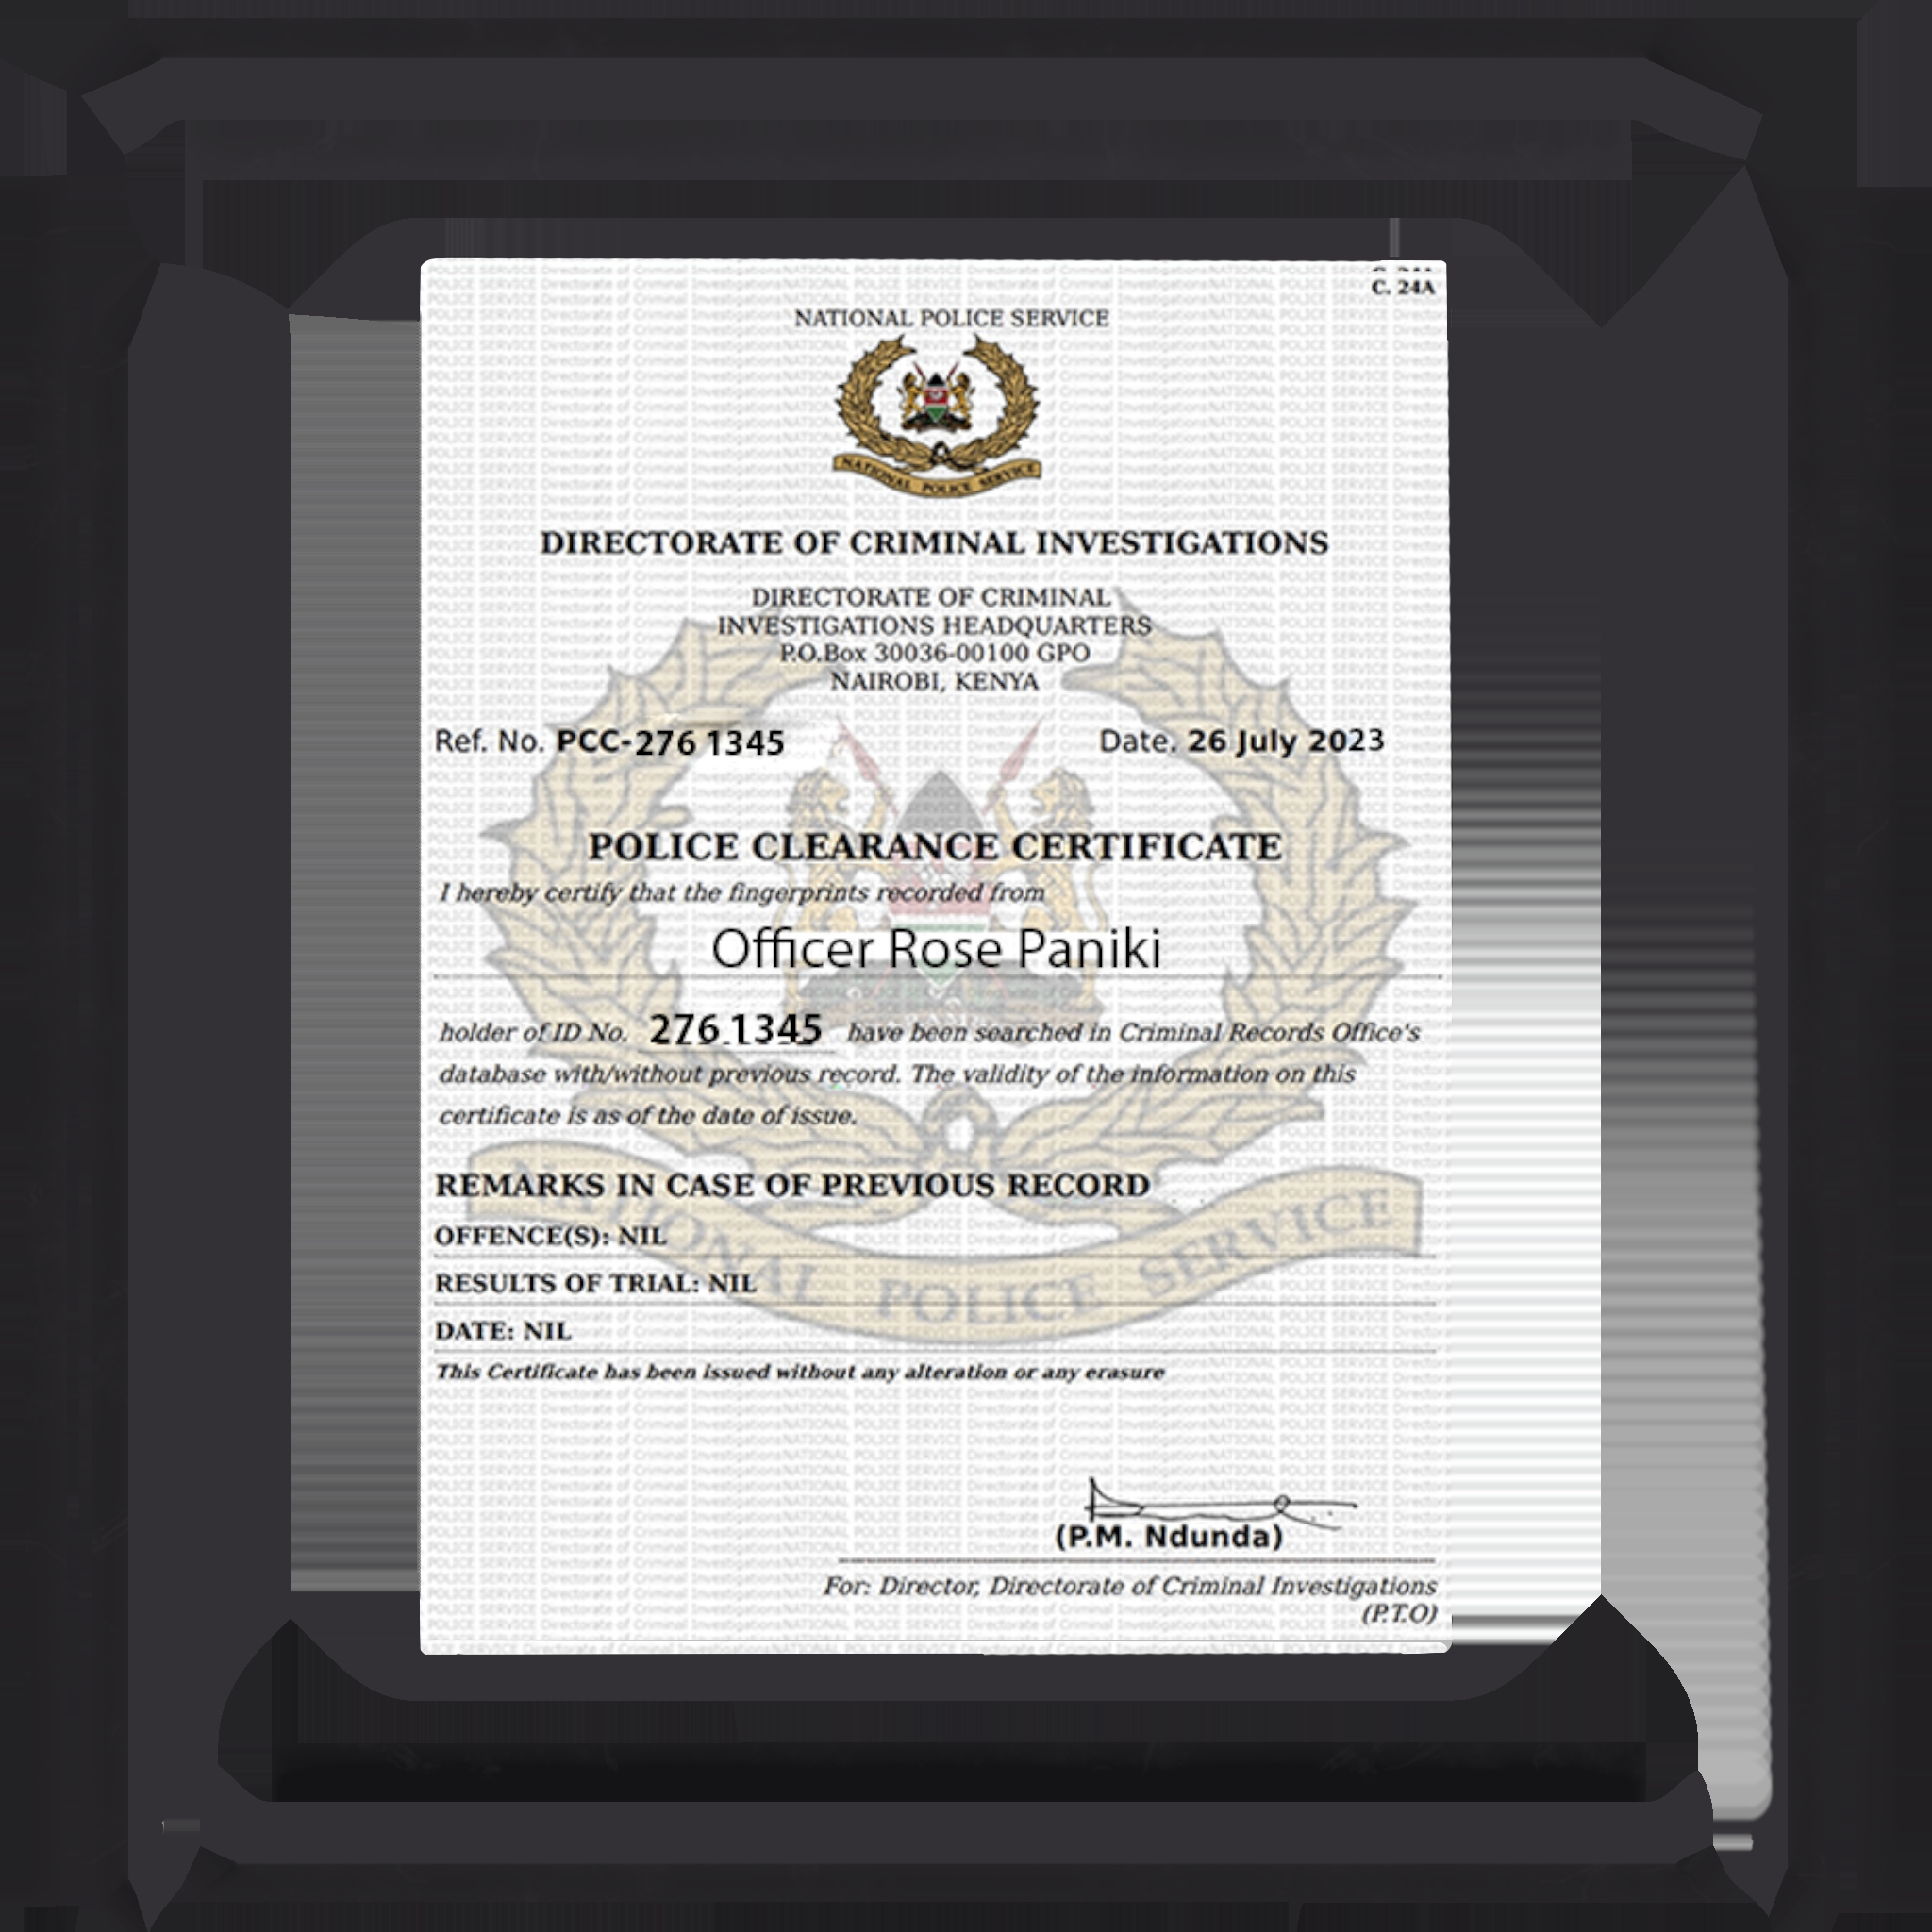 C. 24A
NATIONAL POLICE SERVICE
NATIONAL POLICE SERVICE
DIRECTORATE OF CRIMINAL INVESTIGATIONS
DIRECTORATE OF CRIMINAL
INVESTIGATIONS HEADQUARTERS
P.O.Box 30036-00100 GPO
NAIROBI, KENYA
Ref. No. PCC-276 1345 Date. 26 July 2023
POLICE CLEARANCE CERTIFICATE
I hereby certify that the fingerprints recorded from
Officer Rose Paniki
holder of ID No. 276 1345 have been searched in Criminal Records Office's
database with/without previous record. The validity of the information on this
certificate is as of the date of issue.
REMARKS IN CASE OF PREVIOUS RECORD
OFFENCE(S): NIL
RESULTS OF TRIAL: NIL
DATE: NIL
This Certificate has been issued without any alteration or any erasure
NATIONAL POLICE SERVICE
(P.M. Ndunda)
For: Director, Directorate of Criminal Investigations
(P.T.O)